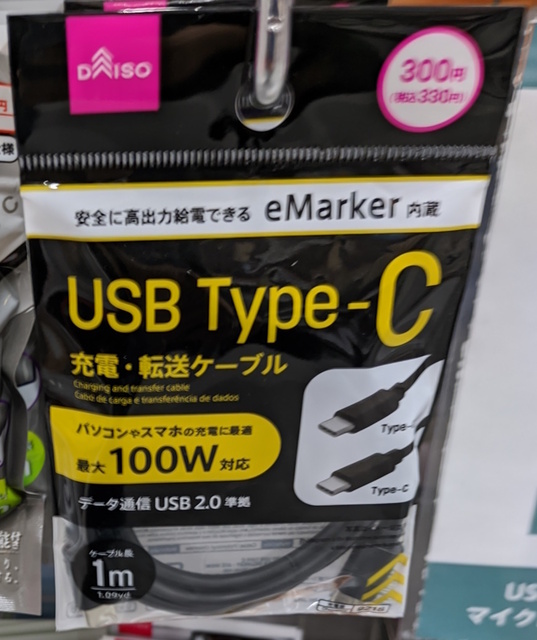 DAISO
300円
(税込330円)
安全に高出力給電できる eMarker 内蔵
USB Type-C
充電・転送ケーブル
Charging and transfer cable
Cabo de carga e transferência de dados
パソコンやスマホの充電に最適
最大 100W 対応
データ通信 USB 2.0 準拠
Type-C
Type-C
ケーブル長
1m
1.09yd
US
マイク